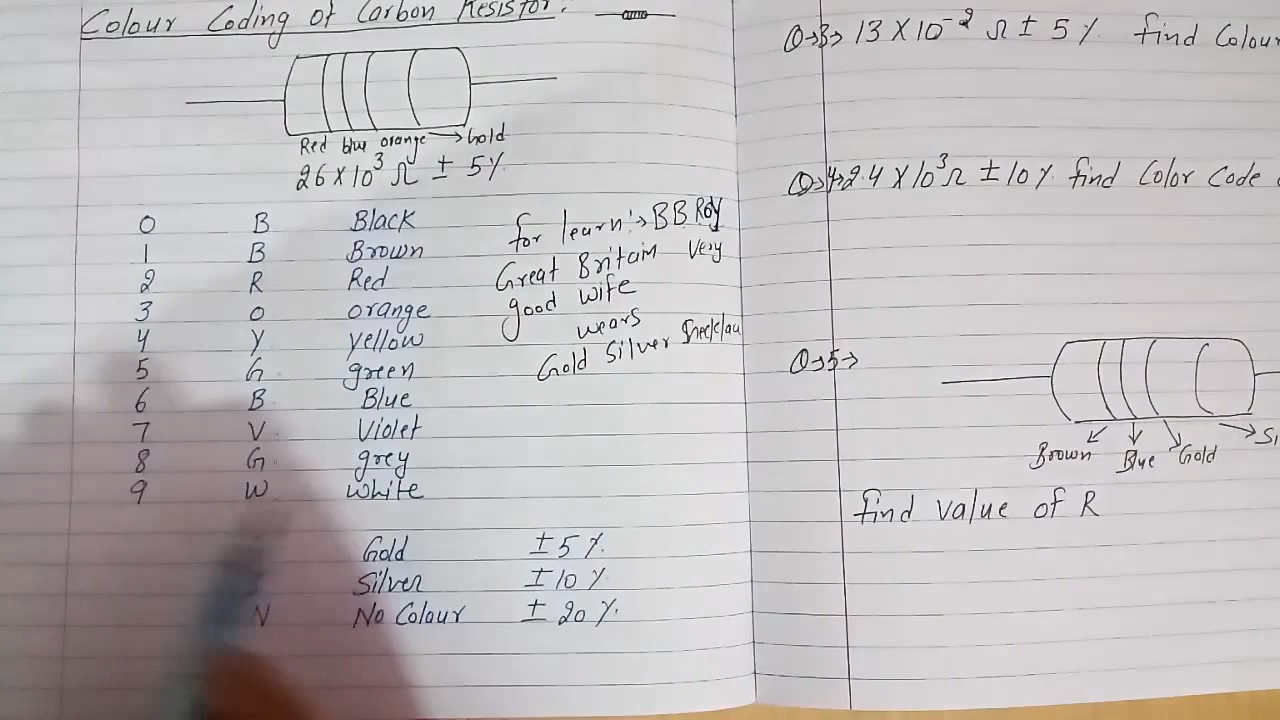 Colour Coding of Carbon Resistor.
Red blue orange → Gold
26 × 10³ Ω ± 5 %
0 B Black
1 B Brown
2 R Red
3 O orange
4 Y yellow
5 G green
6 B Blue
7 V Violet
8 G grey
9 W White
Gold ± 5 %.
Silver ± 10 %
N No Colour ± 20 %.
for learn:→ BB Roy
Great Britain Very
good wife
wears
Gold Silver
Q→3→ 13 × 10⁻² Ω ± 5 % find Colour
Q→4→2.4 × 10³ Ω ± 10 % find Color Code
Q→5→
Brown Blue Gold
find value of R